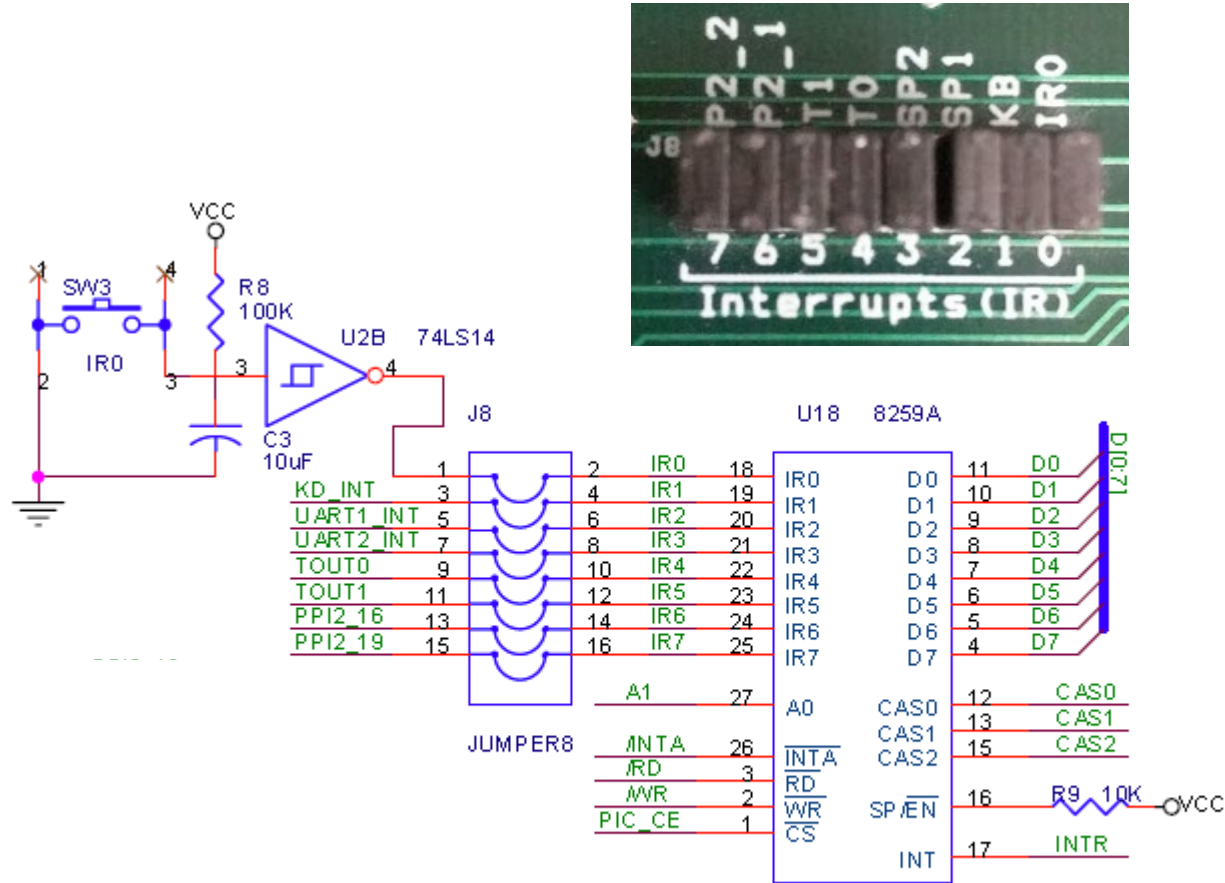 P2_2
P2_1
T1
T0
SP2
SP1
KB
IR0
J8
7 6 5 4 3 2 1 0
Interrupts(IR)
VCC
1
4
SW3
R8
100K
U2B 74LS14
IR0
3
4
2
3
C3
10uF
J8
U18 8259A
1 2 IR0 18 IR0 D0 11 D0
KD_INT 3 4 IR1 19 IR1 D1 10 D1
UART1_INT 5 6 IR2 20 IR2 D2 9 D2
UART2_INT 7 8 IR3 21 IR3 D3 8 D3
TOUT0 9 10 IR4 22 IR4 D4 7 D4
TOUT1 11 12 IR5 23 IR5 D5 6 D5
PPI2_16 13 14 IR6 24 IR6 D6 5 D6
PPI2_19 15 16 IR7 25 IR7 D7 4 D7
D[0:7]
A1 27 A0 CAS0 12 CAS0
CAS1 13 CAS1
JUMPER8
/INTA 26 INTA CAS2 15 CAS2
/RD 3 RD
/WR 2 WR SP/EN 16 R9 10K VCC
PIC_CE 1 CS
INT 17 INTR